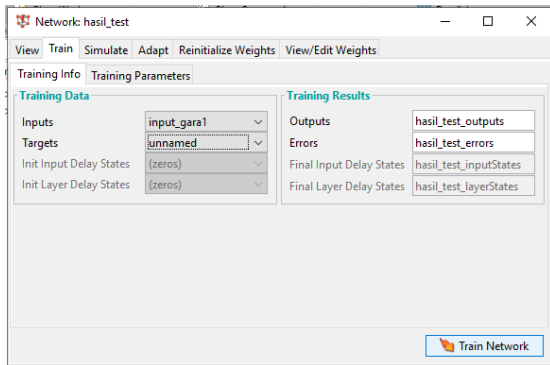 Network: hasil_test
View Train Simulate Adapt Reinitialize Weights View/Edit Weights
Training Info Training Parameters
Training Data
Inputs input_gara1
Targets unnamed
Init Input Delay States (zeros)
Init Layer Delay States (zeros)
Training Results
Outputs hasil_test_outputs
Errors hasil_test_errors
Final Input Delay States hasil_test_inputStates
Final Layer Delay States hasil_test_layerStates
Train Network